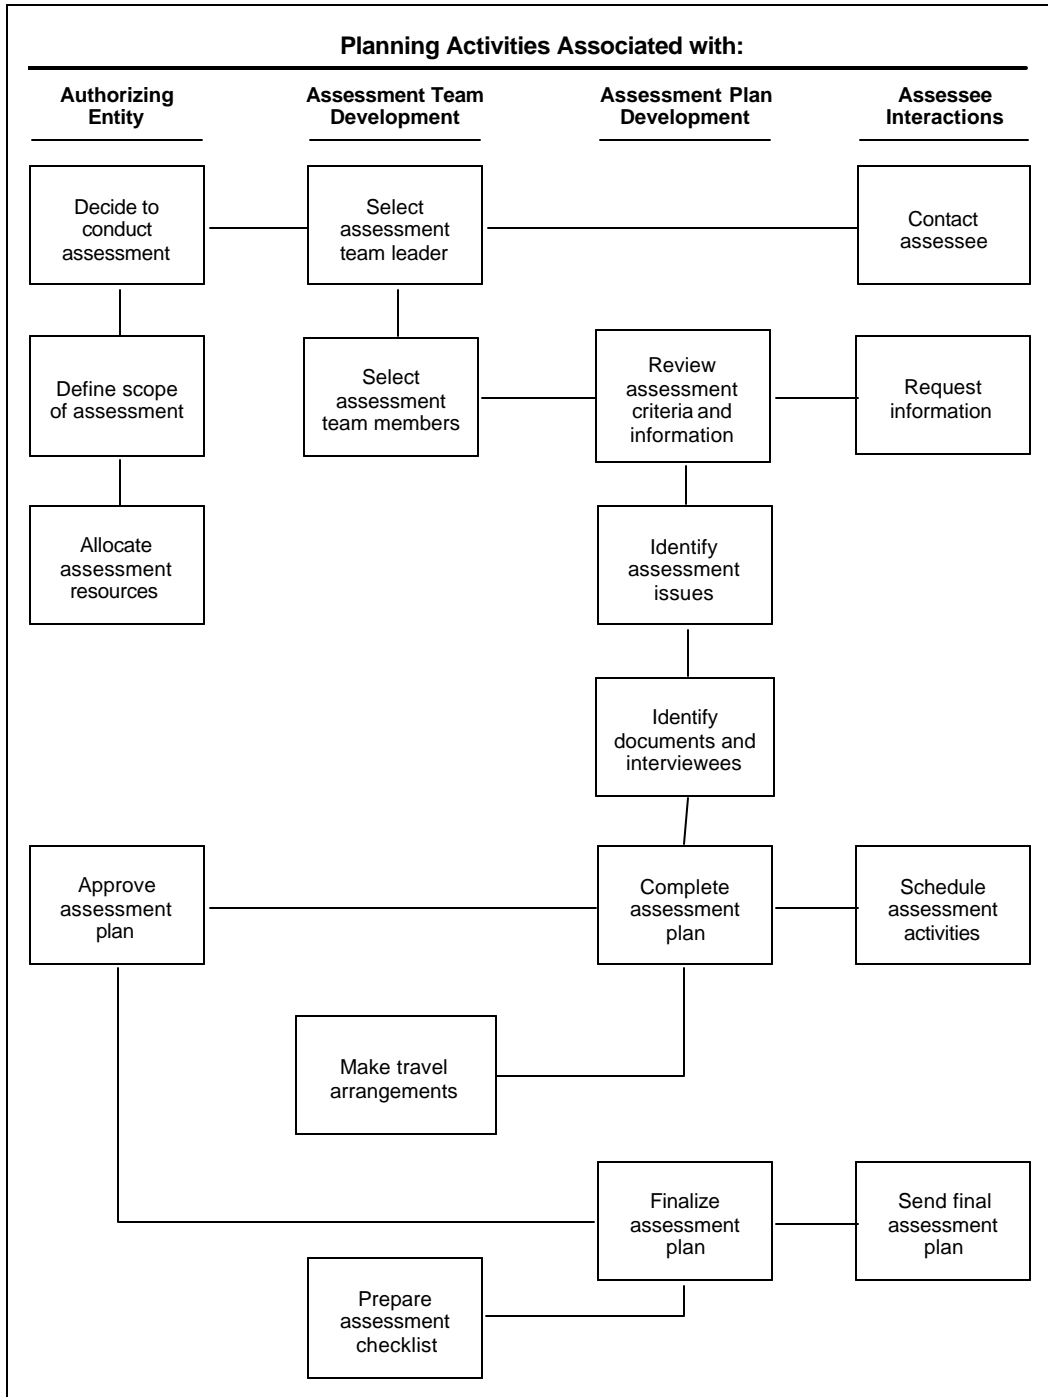 Planning Activities Associated with:
Authorizing
Entity
Assessment Team
Development
Assessment Plan
Development
Assessee
Interactions
Decide to
conduct
assessment
Select
assessment
team leader
Contact
assessee
Define scope
of assessment
Select
assessment
team members
Review
assessment
criteria and
information
Request
information
Allocate
assessment
resources
Identify
assessment
issues
Identify
documents and
interviewees
Approve
assessment
plan
Complete
assessment
plan
Schedule
assessment
activities
Make travel
arrangements
Finalize
assessment
plan
Send final
assessment
plan
Prepare
assessment
checklist